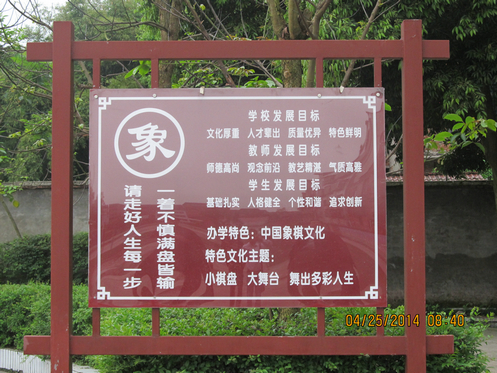 象
一着不慎满盘皆输
请走好人生每一步
学校发展目标
文化厚重 人才辈出 质量优异 特色鲜明
教师发展目标
师德高尚 观念前沿 教艺精湛 气质高雅
学生发展目标
基础扎实 人格健全 个性和谐 追求创新
办学特色：中国象棋文化
特色文化主题：
小棋盘 大舞台 舞出多彩人生
04/25/2014 08:40